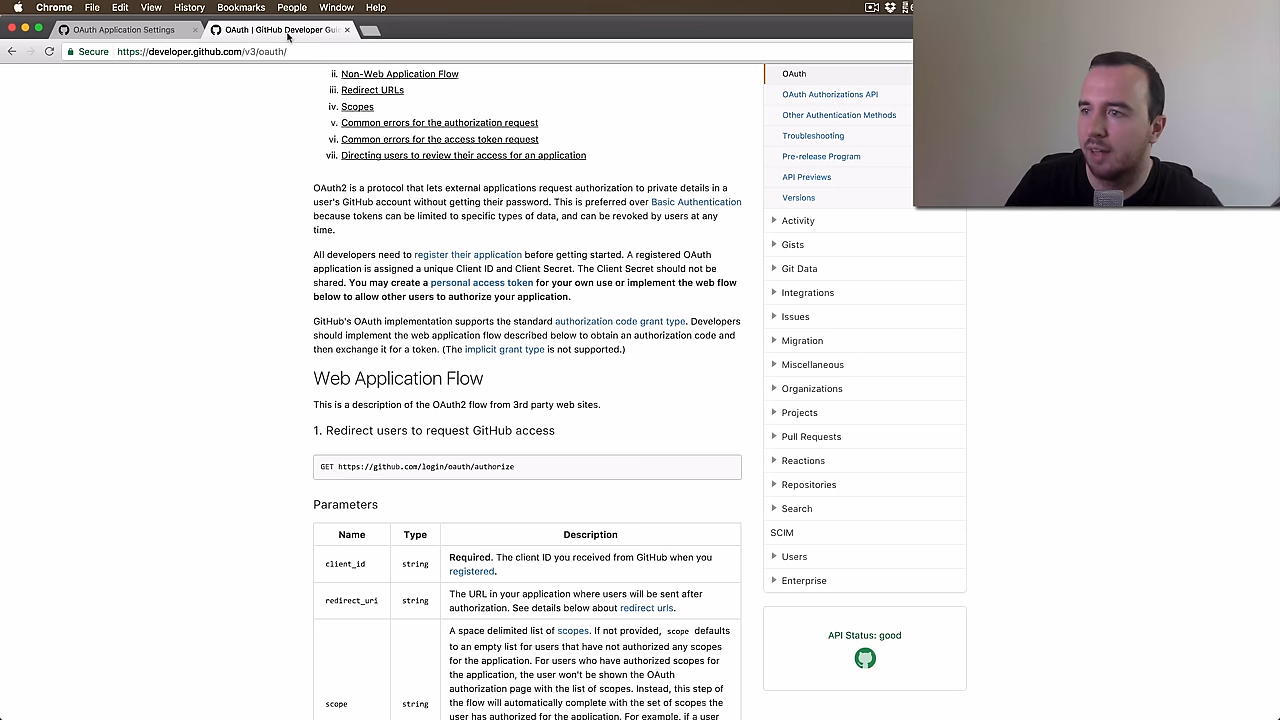 Chrome File Edit View History Bookmarks People Window Help
OAuth Application Settings ×
OAuth | GitHub Developer Gui ×
Secure https://developer.github.com/v3/oauth/
ii. Non-Web Application Flow
iii. Redirect URLs
iv. Scopes
v. Common errors for the authorization request
vi. Common errors for the access token request
vii. Directing users to review their access for an application
OAuth2 is a protocol that lets external applications request authorization to private details in a
user's GitHub account without getting their password. This is preferred over Basic Authentication
because tokens can be limited to specific types of data, and can be revoked by users at any
time.
All developers need to register their application before getting started. A registered OAuth
application is assigned a unique Client ID and Client Secret. The Client Secret should not be
shared. You may create a personal access token for your own use or implement the web flow
below to allow other users to authorize your application.
GitHub's OAuth implementation supports the standard authorization code grant type. Developers
should implement the web application flow described below to obtain an authorization code and
then exchange it for a token. (The implicit grant type is not supported.)
Web Application Flow
This is a description of the OAuth2 flow from 3rd party web sites.
1. Redirect users to request GitHub access
GET https://github.com/login/oauth/authorize
Parameters
Name Type Description
client_id string Required. The client ID you received from GitHub when you
registered.
redirect_uri string The URL in your application where users will be sent after
authorization. See details below about redirect urls.
A space delimited list of scopes. If not provided, scope defaults
to an empty list for users that have not authorized any scopes
for the application. For users who have authorized scopes for
the application, the user won't be shown the OAuth
authorization page with the list of scopes. Instead, this step of
scope string the flow will automatically complete with the set of scopes the
user has authorized for the application. For example, if a user
OAuth
OAuth Authorizations API
Other Authentication Methods
Troubleshooting
Pre-release Program
API Previews
Versions
Activity
Gists
Git Data
Integrations
Issues
Migration
Miscellaneous
Organizations
Projects
Pull Requests
Reactions
Repositories
Search
SCIM
Users
Enterprise
API Status: good